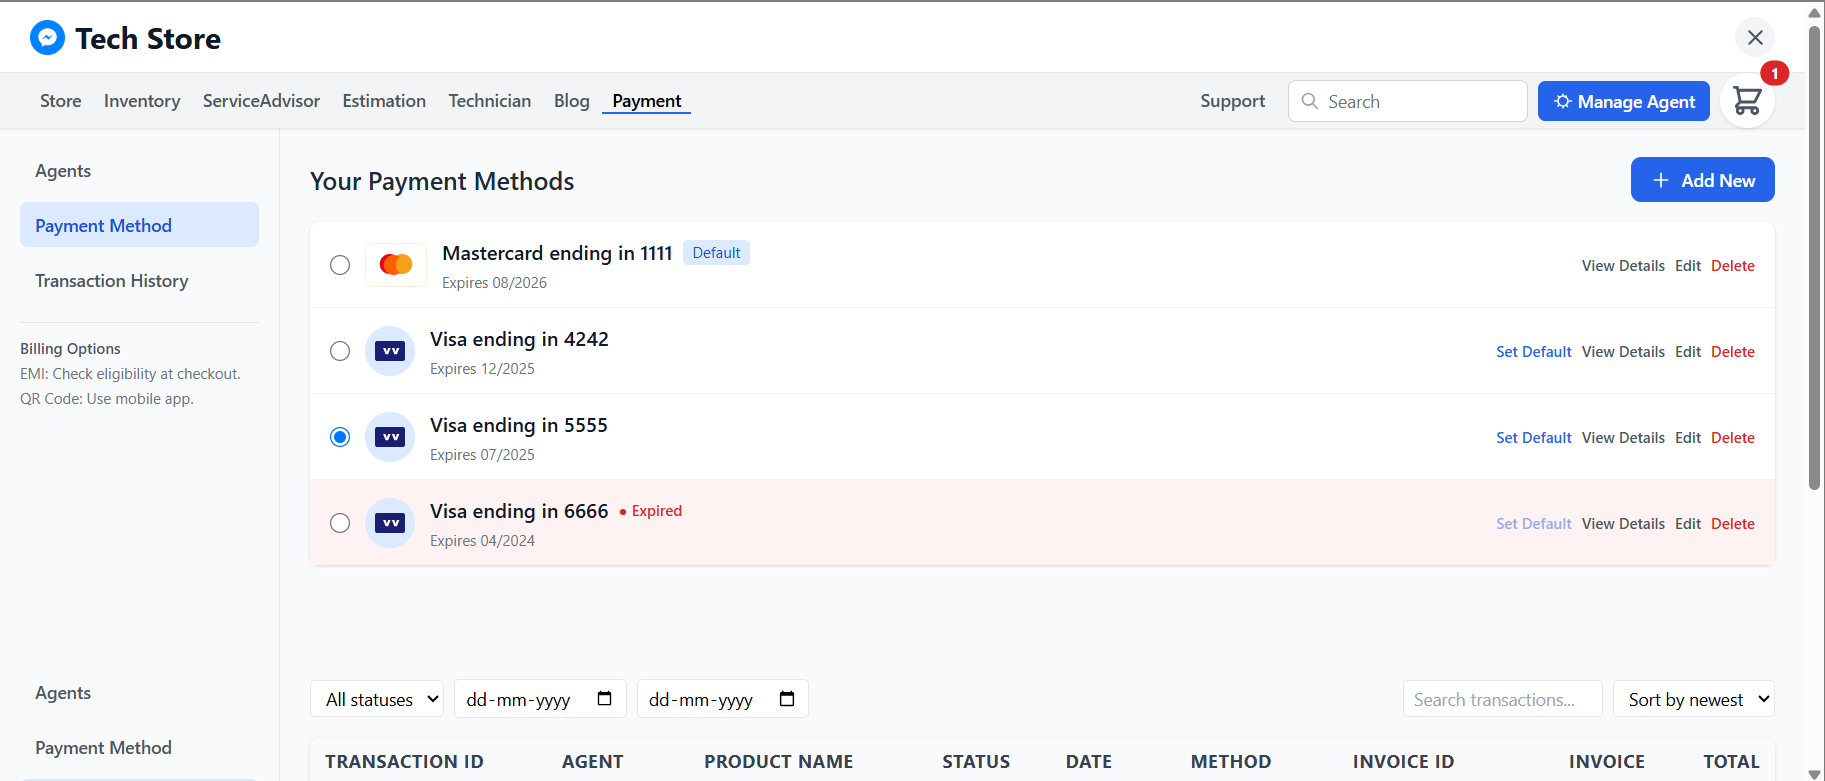 Tech Store
1
Store Inventory ServiceAdvisor Estimation Technician Blog Payment Support Search Manage Agent
Agents
Payment Method
Transaction History
Billing Options
EMI: Check eligibility at checkout.
QR Code: Use mobile app.
Your Payment Methods + Add New
Mastercard ending in 1111 Default
Expires 08/2026
View Details Edit Delete
Visa ending in 4242
Expires 12/2025
Set Default View Details Edit Delete
Visa ending in 5555
Expires 07/2025
Set Default View Details Edit Delete
Visa ending in 6666 • Expired
Expires 04/2024
Set Default View Details Edit Delete
Agents
Payment Method
All statuses dd-mm-yyyy dd-mm-yyyy Search transactions... Sort by newest
TRANSACTION ID AGENT PRODUCT NAME STATUS DATE METHOD INVOICE ID INVOICE TOTAL